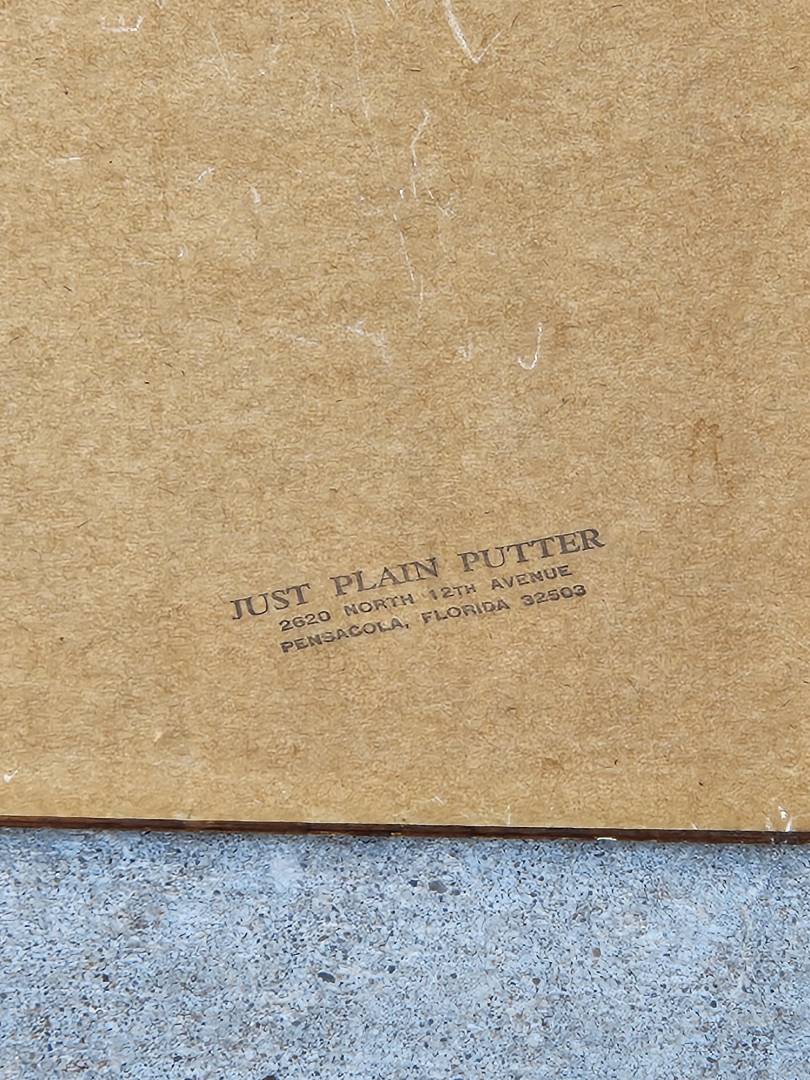 JUST PLAIN PUTTER
2620 NORTH 12TH AVENUE
PENSACOLA, FLORIDA 32503